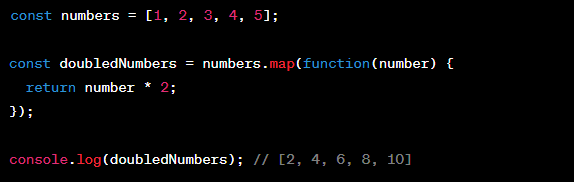 const numbers = [1, 2, 3, 4, 5];
const doubledNumbers = numbers.map(function(number) {
  return number * 2;
});
console.log(doubledNumbers); // [2, 4, 6, 8, 10]